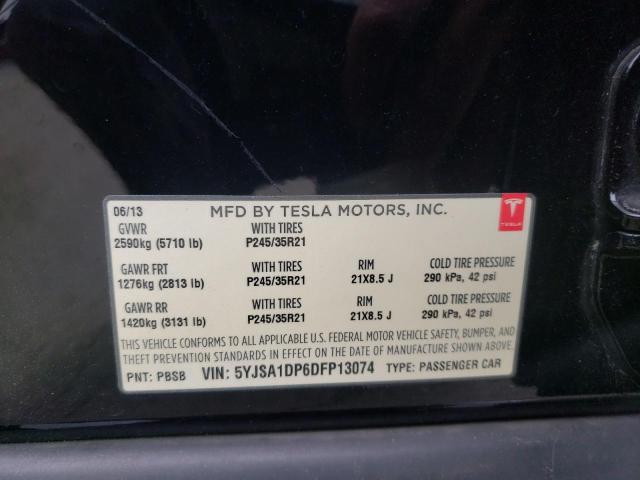 06/13 MFD BY TESLA MOTORS, INC.
TESLA
GVWR WITH TIRES
2590kg (5710 lb) P245/35R21
GAWR FRT WITH TIRES RIM COLD TIRE PRESSURE
1276kg (2813 lb) P245/35R21 21X8.5 J 290 kPa, 42 psi
GAWR RR WITH TIRES RIM COLD TIRE PRESSURE
1420kg (3131 lb) P245/35R21 21X8.5 J 290 kPa, 42 psi
THIS VEHICLE CONFORMS TO ALL APPLICABLE U.S. FEDERAL MOTOR VEHICLE SAFETY, BUMPER, AND
THEFT PREVENTION STANDARDS IN EFFECT ON THE DATE OF MANUFACTURE SHOWN ABOVE.
PNT: PBSB VIN: 5YJSA1DP6DFP13074 TYPE: PASSENGER CAR